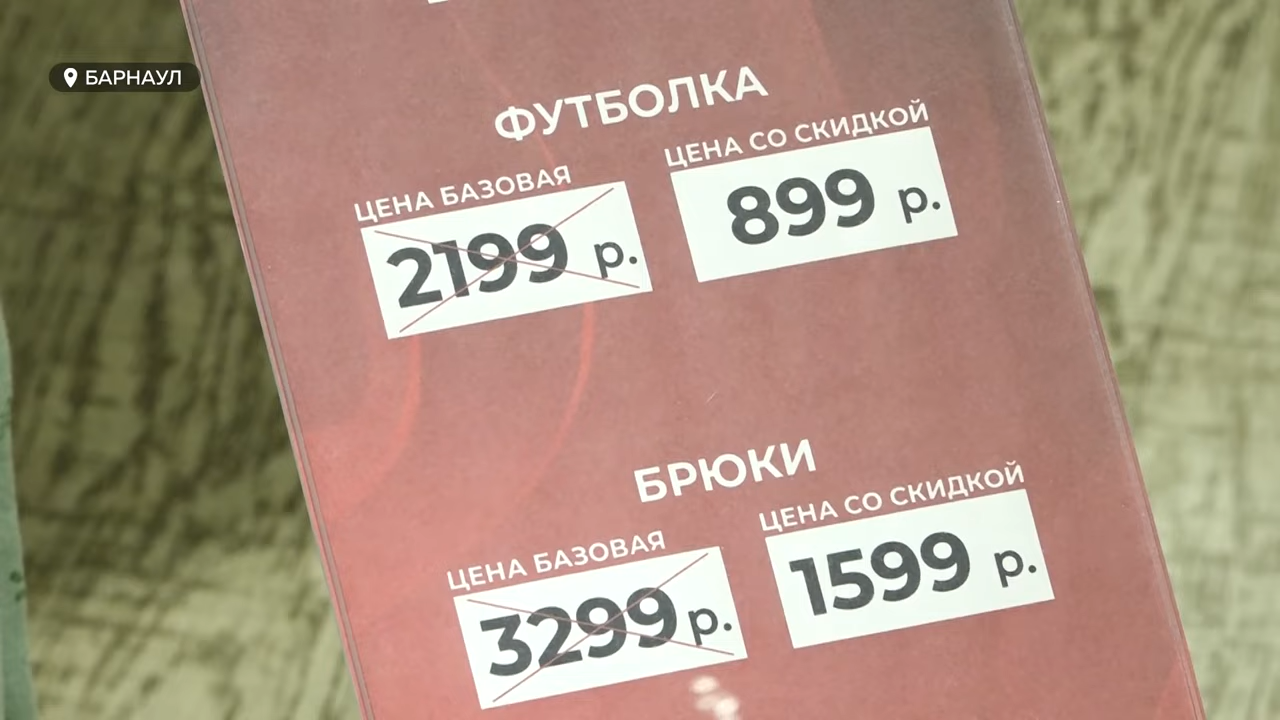 БАРНАУЛ
ФУТБОЛКА
ЦЕНА БАЗОВАЯ
2199 р.
ЦЕНА СО СКИДКОЙ
899 р.
БРЮКИ
ЦЕНА БАЗОВАЯ
3299 р.
ЦЕНА СО СКИДКОЙ
1599 р.